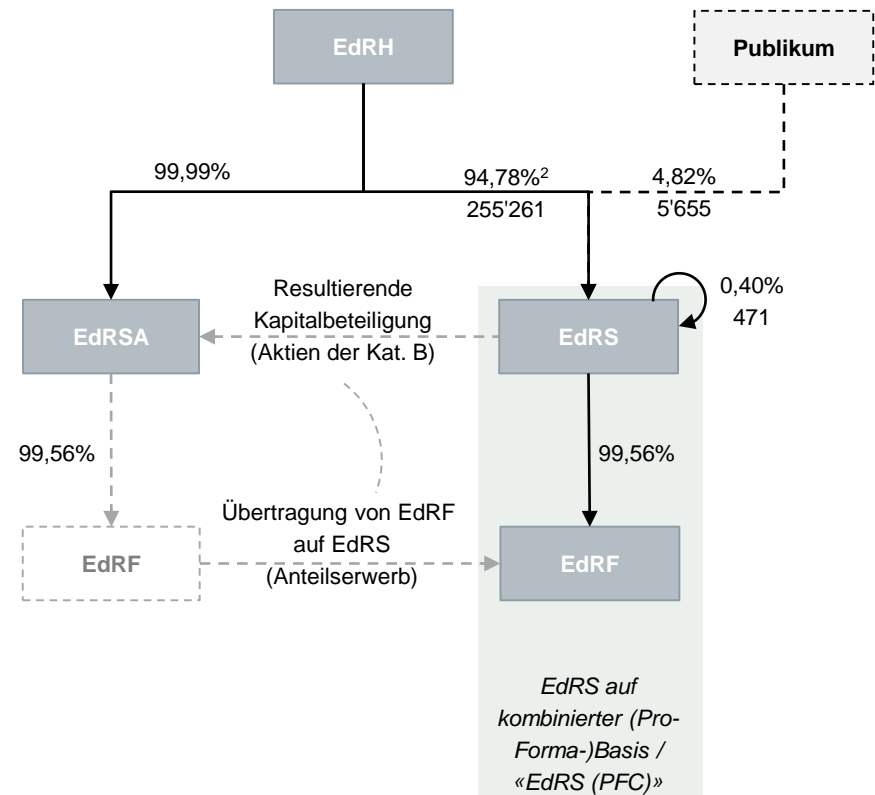 EdRH
Publikum
99,99%
94,78%²
255'261
4,82%
5'655
Resultierende
Kapitalbeteiligung
(Aktien der Kat. B)
EdRSA
EdRS
0,40%
471
99,56%
99,56%
Übertragung von EdRF
auf EdRS
(Anteilserwerb)
EdRF
EdRF
EdRS auf
kombinierter (Pro-
Forma-)Basis /
«EdRS (PFC)»